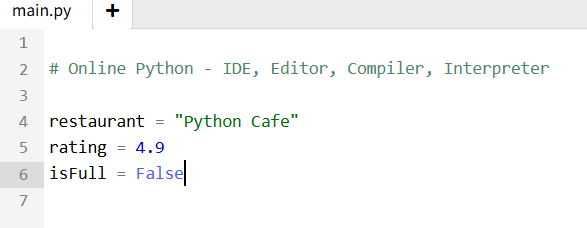 main.py +
1
2 # Online Python - IDE, Editor, Compiler, Interpreter
3
4 restaurant = "Python Cafe"
5 rating = 4.9
6 isFull = False
7